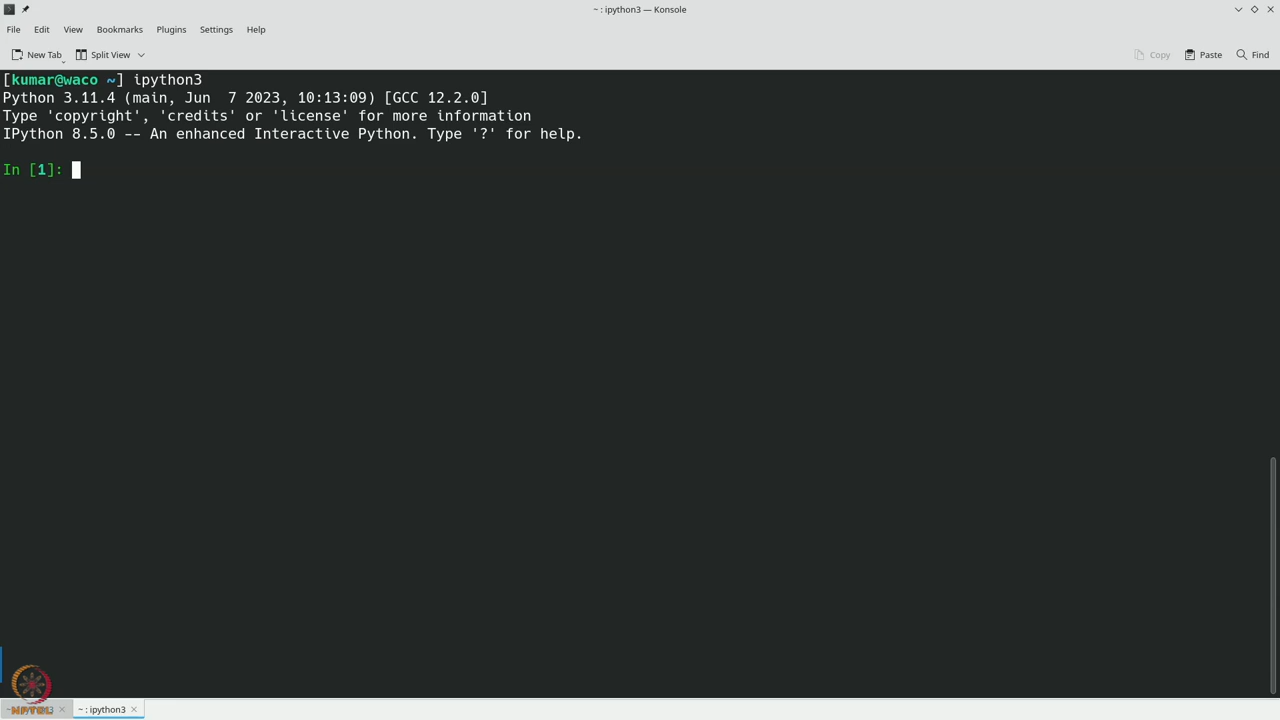 ~ : ipython3 — Konsole
File Edit View Bookmarks Plugins Settings Help
New Tab Split View Copy Paste Find
[kumar@waco ~] ipython3
Python 3.11.4 (main, Jun  7 2023, 10:13:09) [GCC 12.2.0]
Type 'copyright', 'credits' or 'license' for more information
IPython 8.5.0 -- An enhanced Interactive Python. Type '?' for help.
In [1]:
NPTEL
~ : ipython3